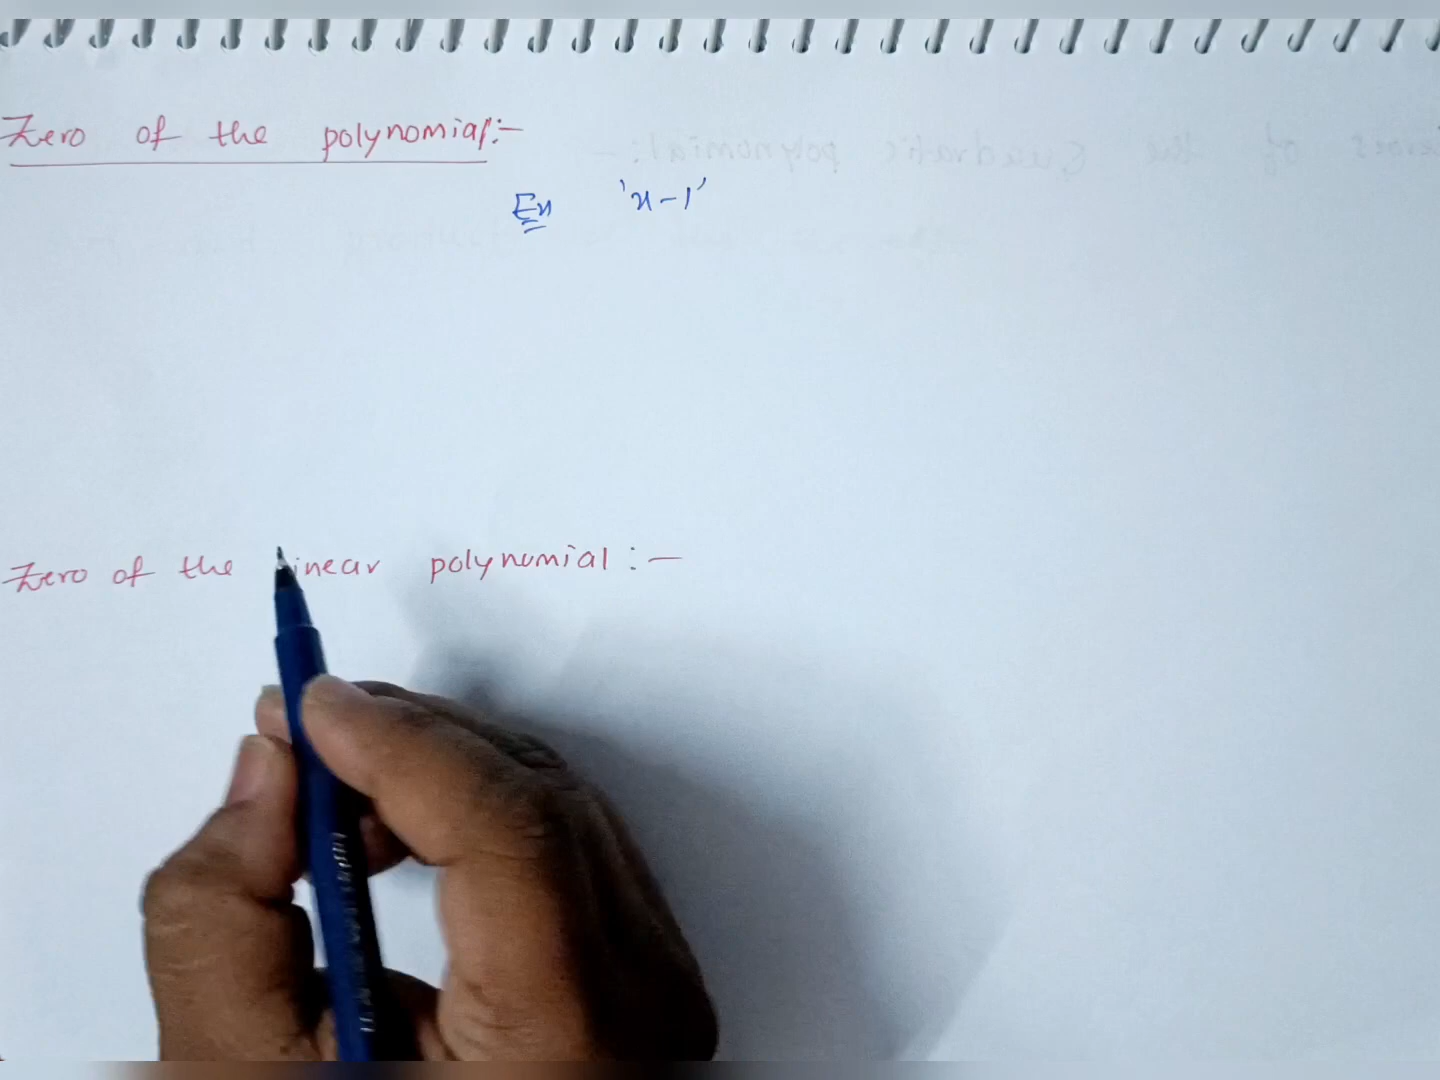 Zero of the polynomial:-
Ex 'x-1'
Zero of the linear polynomial :-